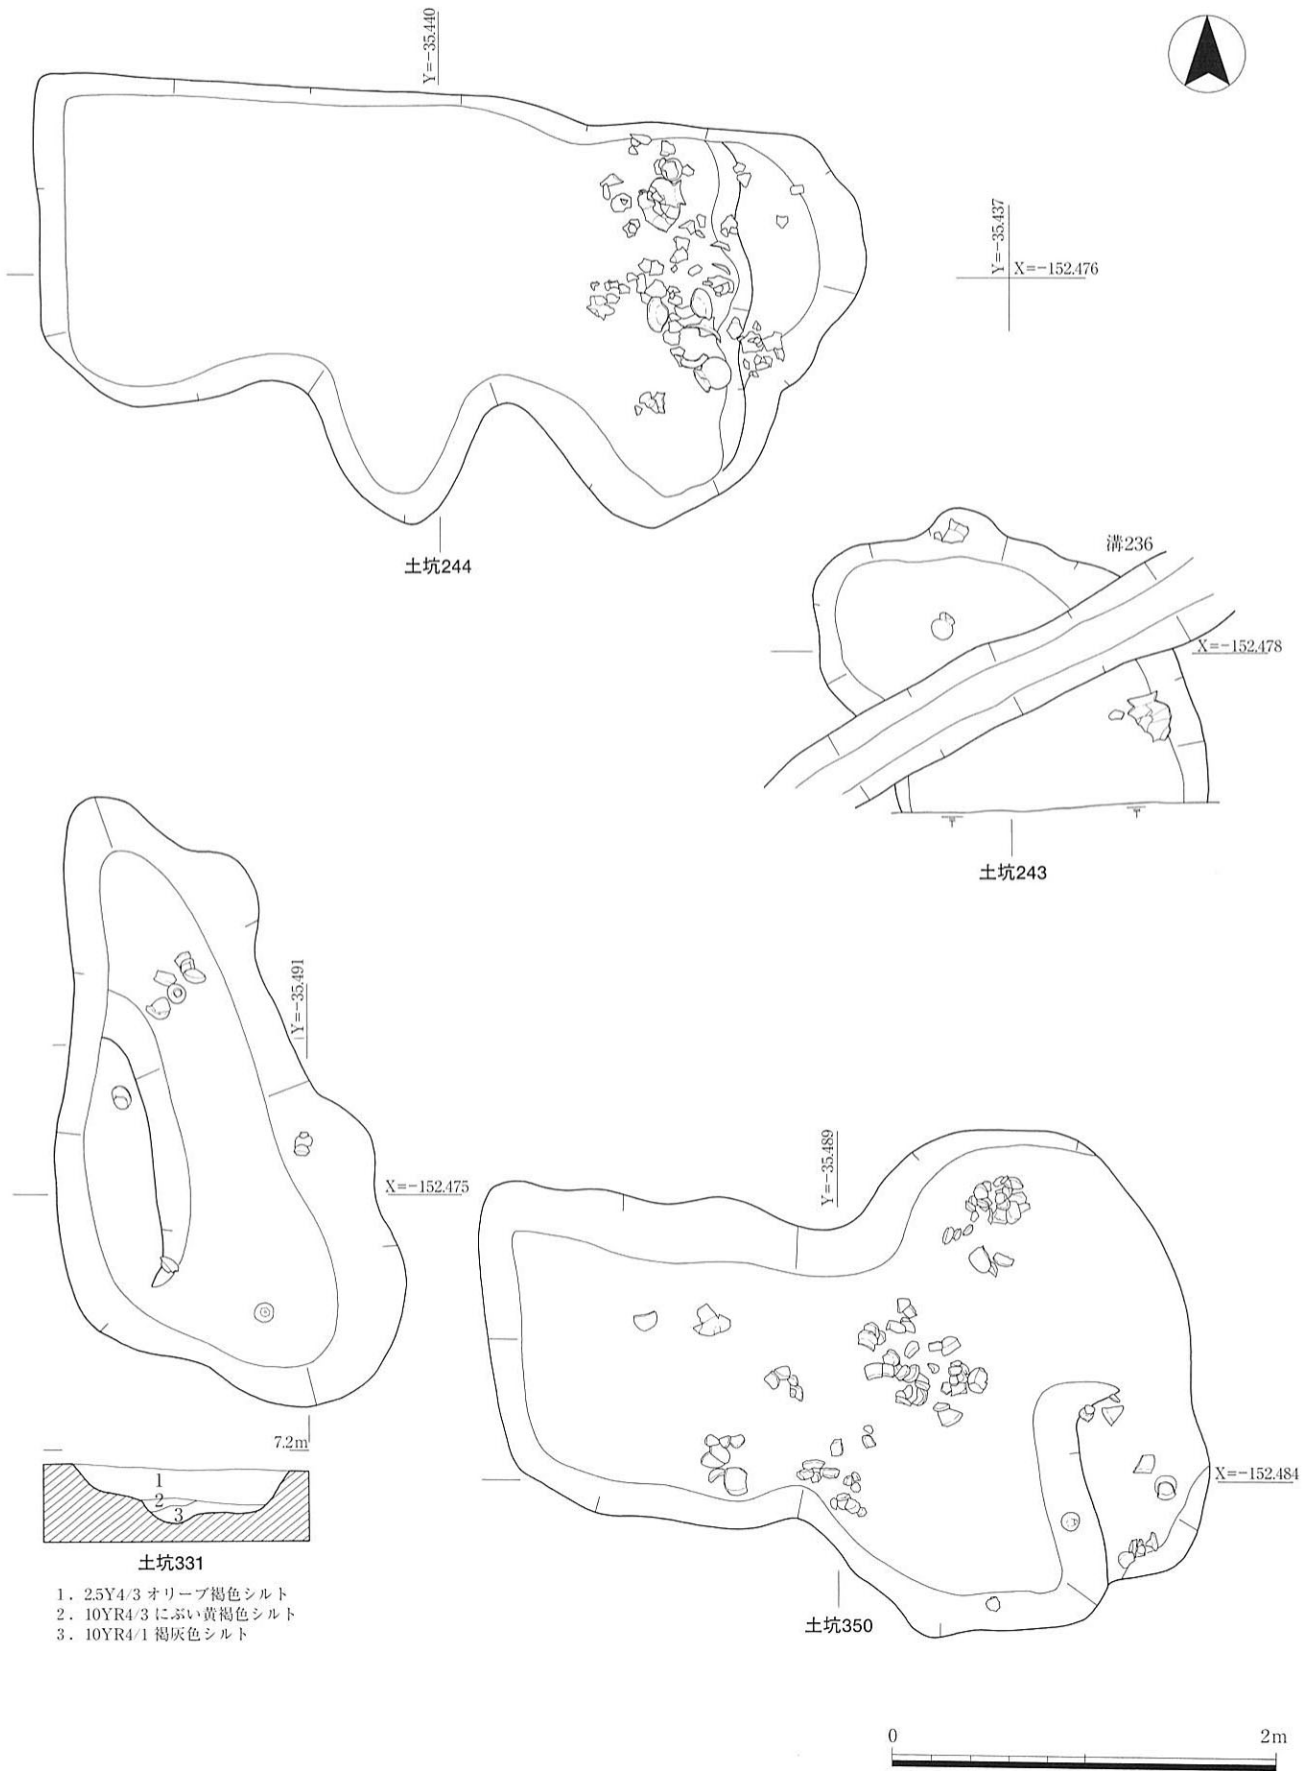 Y=-35.440
Y=-35.437
X=-152.476
土坑244
溝236
X=-152.478
土坑243
Y=-35.491
X=-152.475
Y=-35.489
7.2m
1
2
3
土坑331
1. 2.5Y4/3 オリーブ褐色シルト
2. 10YR4/3 にぶい黄褐色シルト
3. 10YR4/1 褐灰色シルト
X=-152.484
土坑350
0 2m